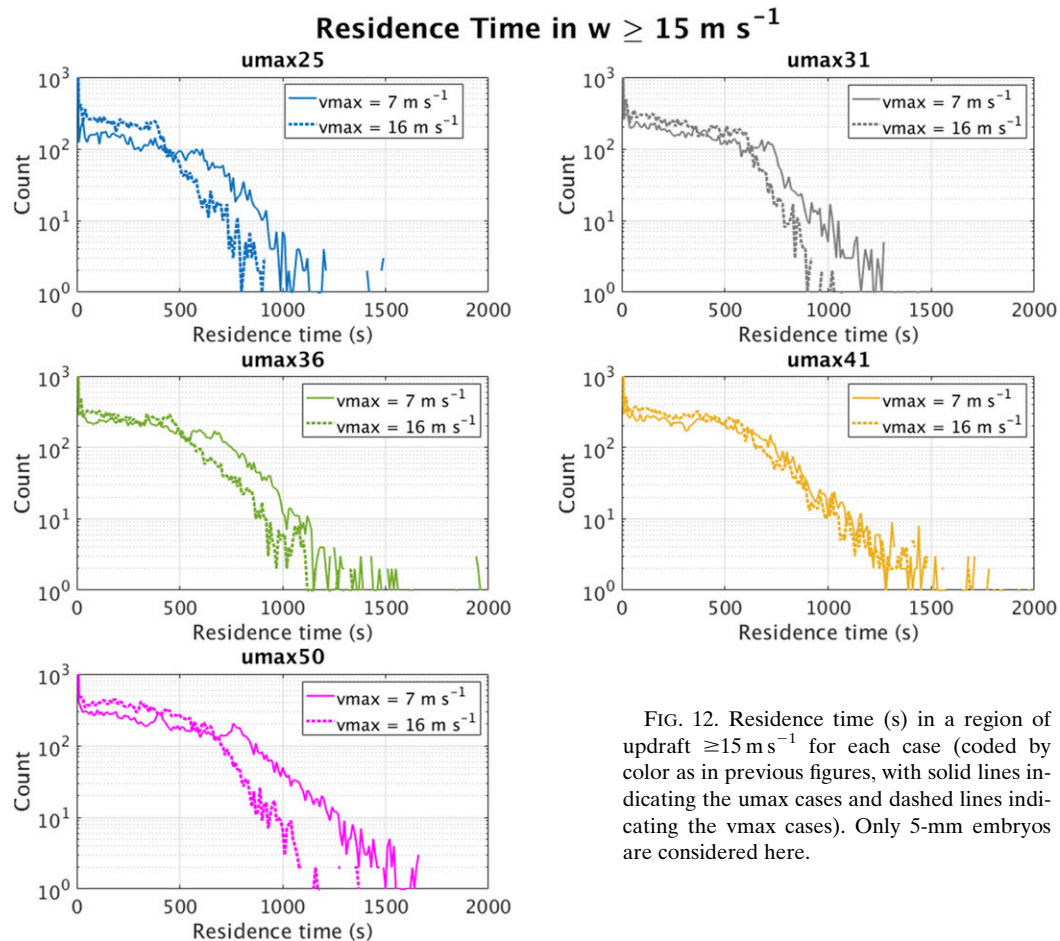 Residence Time in w ≥ 15 m s⁻¹
umax25
10³
10²
10¹
10⁰
Count
0 500 1000 1500 2000
Residence time (s)
vmax = 7 m s⁻¹
vmax = 16 m s⁻¹
umax31
10³
10²
10¹
10⁰
Count
0 500 1000 1500 2000
Residence time (s)
vmax = 7 m s⁻¹
vmax = 16 m s⁻¹
umax36
10³
10²
10¹
10⁰
Count
0 500 1000 1500 2000
Residence time (s)
vmax = 7 m s⁻¹
vmax = 16 m s⁻¹
umax41
10³
10²
10¹
10⁰
Count
0 500 1000 1500 2000
Residence time (s)
vmax = 7 m s⁻¹
vmax = 16 m s⁻¹
umax50
10³
10²
10¹
10⁰
Count
0 500 1000 1500 2000
Residence time (s)
vmax = 7 m s⁻¹
vmax = 16 m s⁻¹
FIG. 12. Residence time (s) in a region of
updraft ≥15 m s⁻¹ for each case (coded by
color as in previous figures, with solid lines in-
dicating the umax cases and dashed lines indi-
cating the vmax cases). Only 5-mm embryos
are considered here.